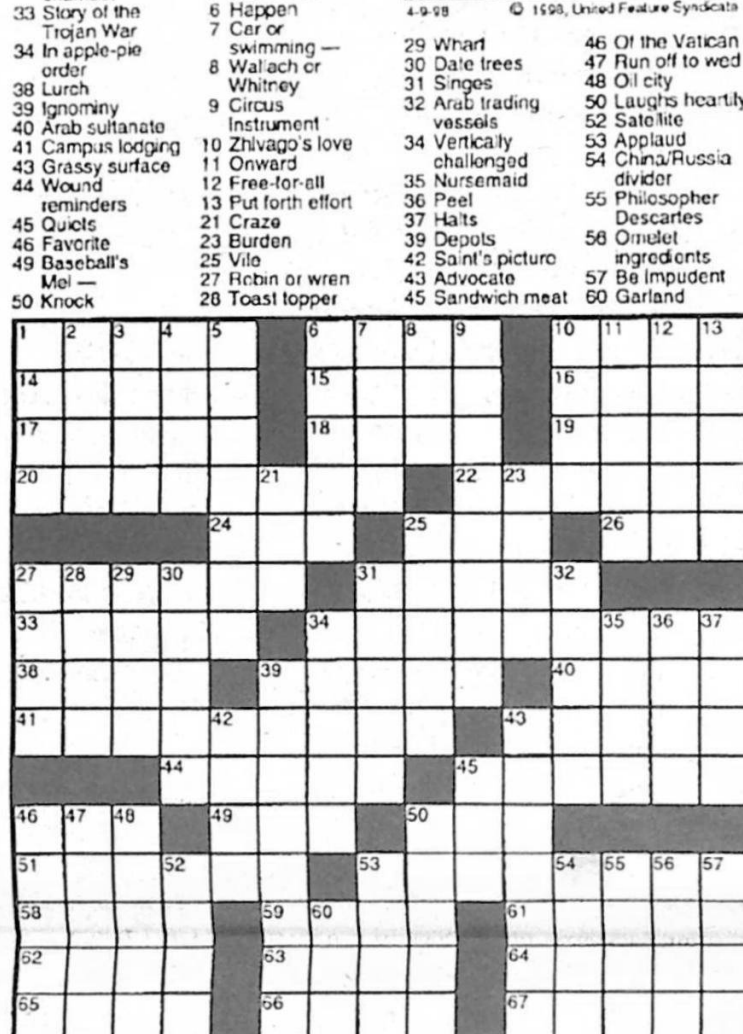 33 Story of the
Trojan War
34 In apple-pie
order
38 Lurch
39 Ignominy
40 Arab sultanate
41 Campus lodging
43 Grassy surface
44 Wound
reminders
45 Quiets
46 Favorite
49 Baseball's
Mel —
50 Knock
6 Happen
7 Car or
swimming —
8 Wallach or
Whitney
9 Circus
Instrument
10 Zhivago's love
11 Onward
12 Free-for-all
13 Put forth effort
21 Craze
23 Burden
25 Vile
27 Robin or wren
28 Toast topper
4-9-98 © 1998, United Feature Syndicate
29 Wharf
30 Date trees
31 Singes
32 Arab trading
vessels
34 Vertically
challenged
35 Nursemaid
36 Peel
37 Halts
39 Depots
42 Saint's picture
43 Advocate
45 Sandwich meat
46 Of the Vatican
47 Run off to wed
48 Oil city
50 Laughs heartily
52 Satellite
53 Applaud
54 China/Russia
divider
55 Philosopher
Descartes
56 Omelet
ingredients
57 Be Impudent
60 Garland
1 2 3 4 5 6 7 8 9 10 11 12 13
14 15 16
17 18 19
20 21 22 23
24 25 26
27 28 29 30 31 32
33 34 35 36 37
38 39 40
41 42 43
44 45
46 47 48 49 50
51 52 53 54 55 56 57
58 59 60 61
62 63 64
65 66 67